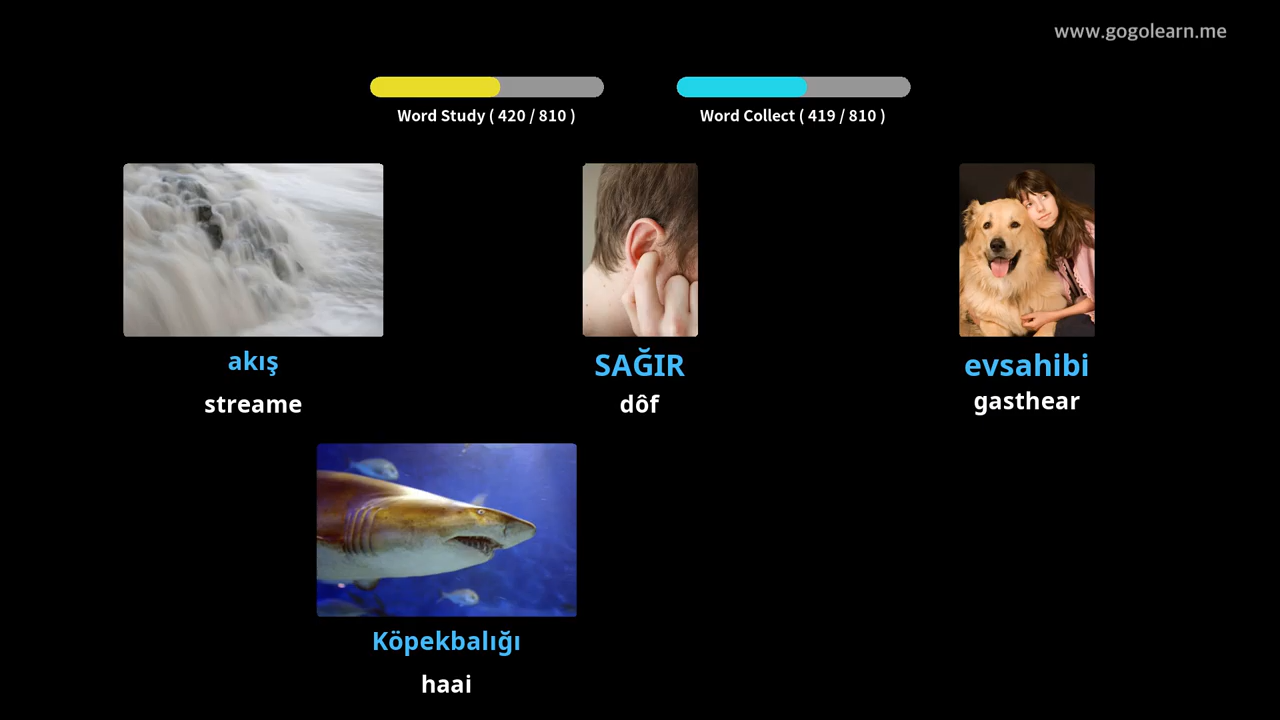 www.gogolearn.me
Word Study ( 420 / 810 )
Word Collect ( 419 / 810 )
akış
streame
SAĞIR
dôf
evsahibi
gasthear
Köpekbalığı
haai